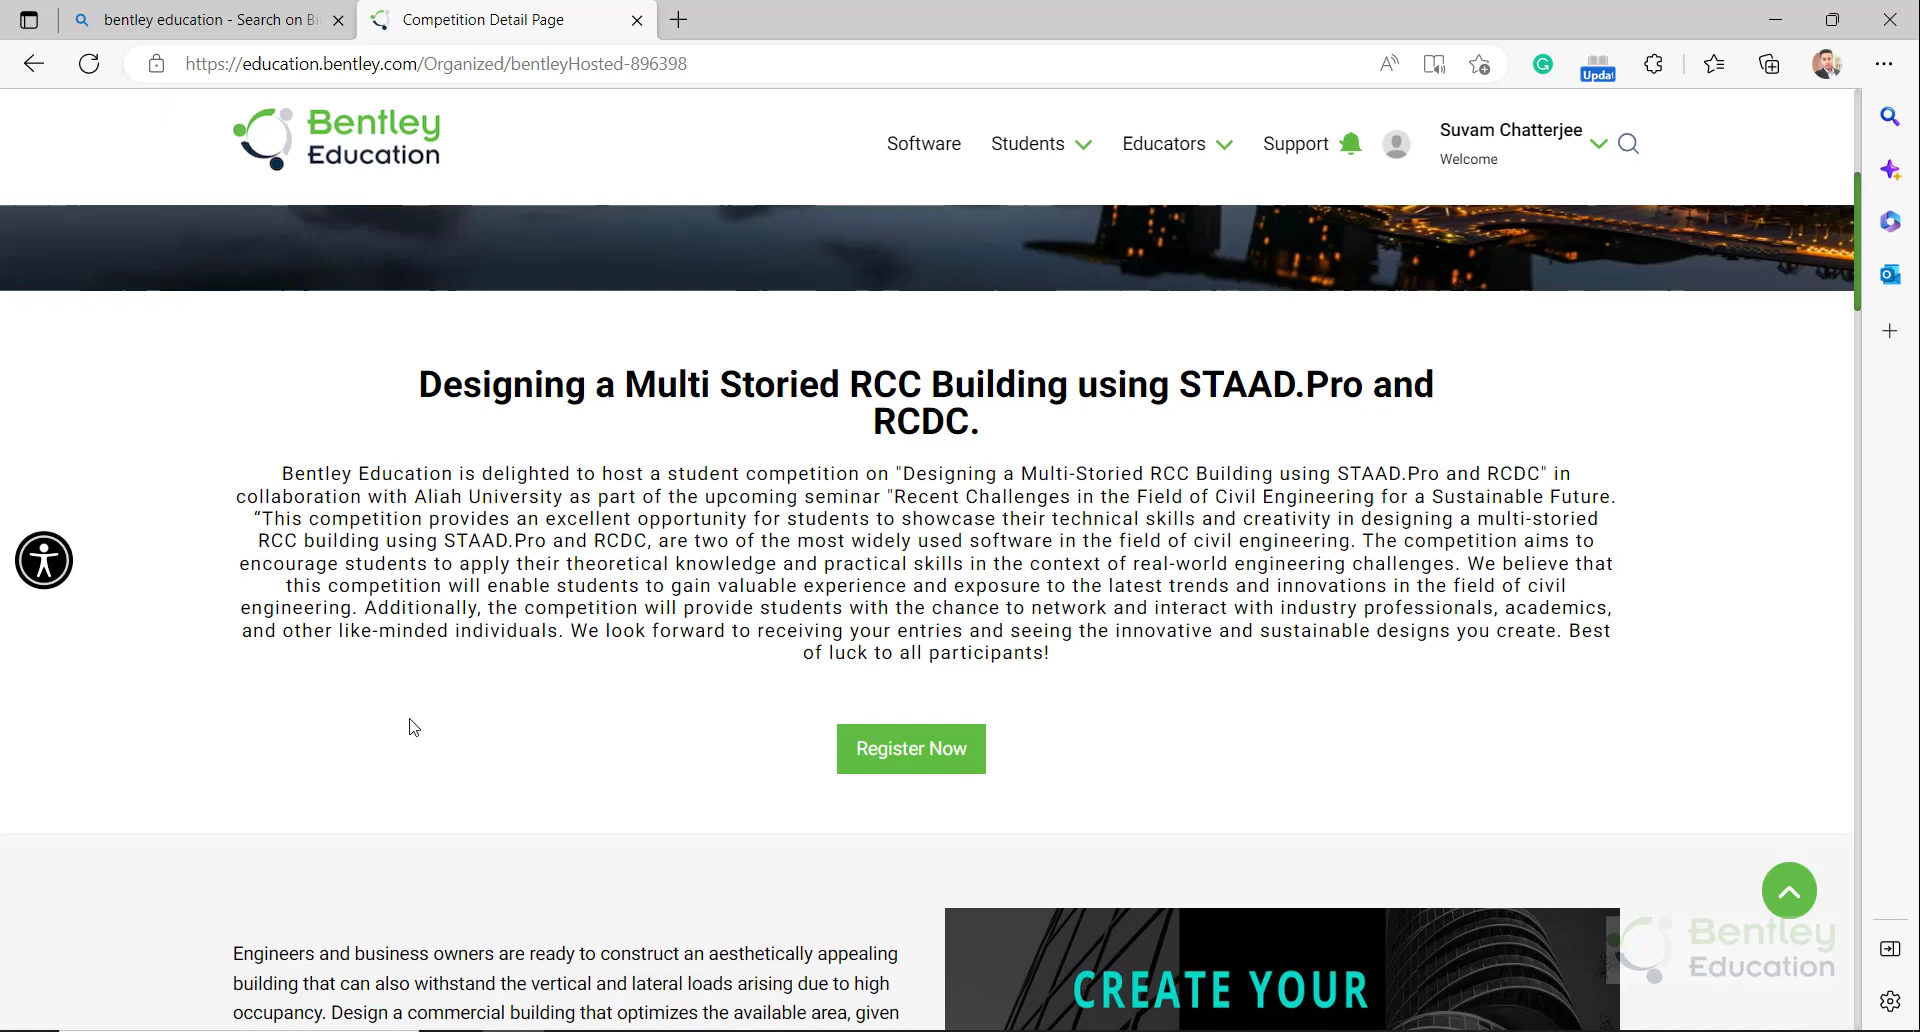 bentley education - Search on Bi
Competition Detail Page
https://education.bentley.com/Organized/bentleyHosted-896398
Updat
Bentley
Education
Software
Students
Educators
Support
Suvam Chatterjee
Welcome
Designing a Multi Storied RCC Building using STAAD.Pro and
RCDC.
Bentley Education is delighted to host a student competition on "Designing a Multi-Storied RCC Building using STAAD.Pro and RCDC" in
collaboration with Aliah University as part of the upcoming seminar "Recent Challenges in the Field of Civil Engineering for a Sustainable Future.
“This competition provides an excellent opportunity for students to showcase their technical skills and creativity in designing a multi-storied
RCC building using STAAD.Pro and RCDC, are two of the most widely used software in the field of civil engineering. The competition aims to
encourage students to apply their theoretical knowledge and practical skills in the context of real-world engineering challenges. We believe that
this competition will enable students to gain valuable experience and exposure to the latest trends and innovations in the field of civil
engineering. Additionally, the competition will provide students with the chance to network and interact with industry professionals, academics,
and other like-minded individuals. We look forward to receiving your entries and seeing the innovative and sustainable designs you create. Best
of luck to all participants!
Register Now
Engineers and business owners are ready to construct an aesthetically appealing
building that can also withstand the vertical and lateral loads arising due to high
occupancy. Design a commercial building that optimizes the available area, given
CREATE YOUR
Bentley
Education